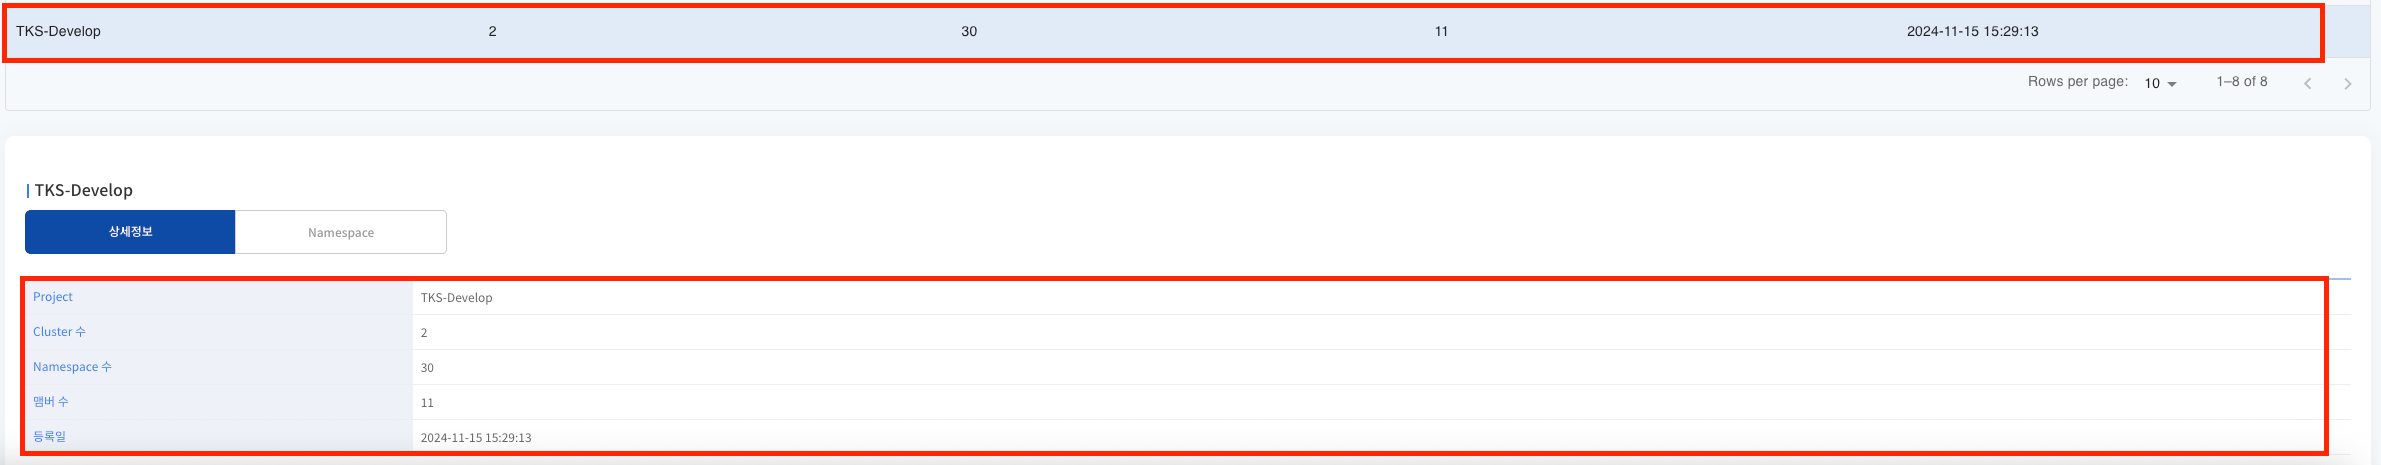 TKS-Develop 2 30 11 2024-11-15 15:29:13
Rows per page: 10 1–8 of 8
TKS-Develop
상세정보 Namespace
Project TKS-Develop
Cluster 수 2
Namespace 수 30
맴버 수 11
등록일 2024-11-15 15:29:13